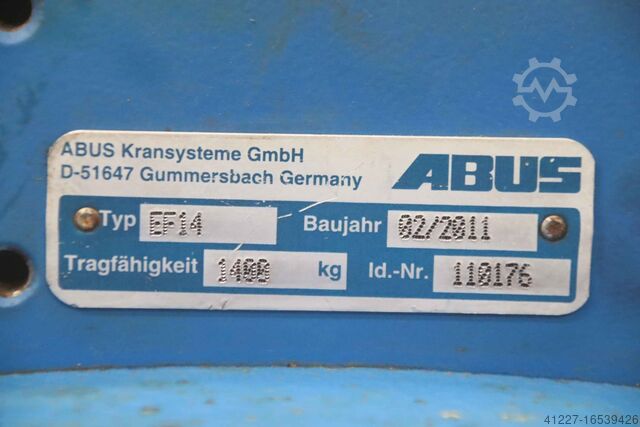 ABUS Kransysteme GmbH
D-51647 Gummersbach Germany
ABUS
Typ EF14 Baujahr 02/2011
Tragfähigkeit 1400 kg Id.-Nr. 110176
41227-16539426